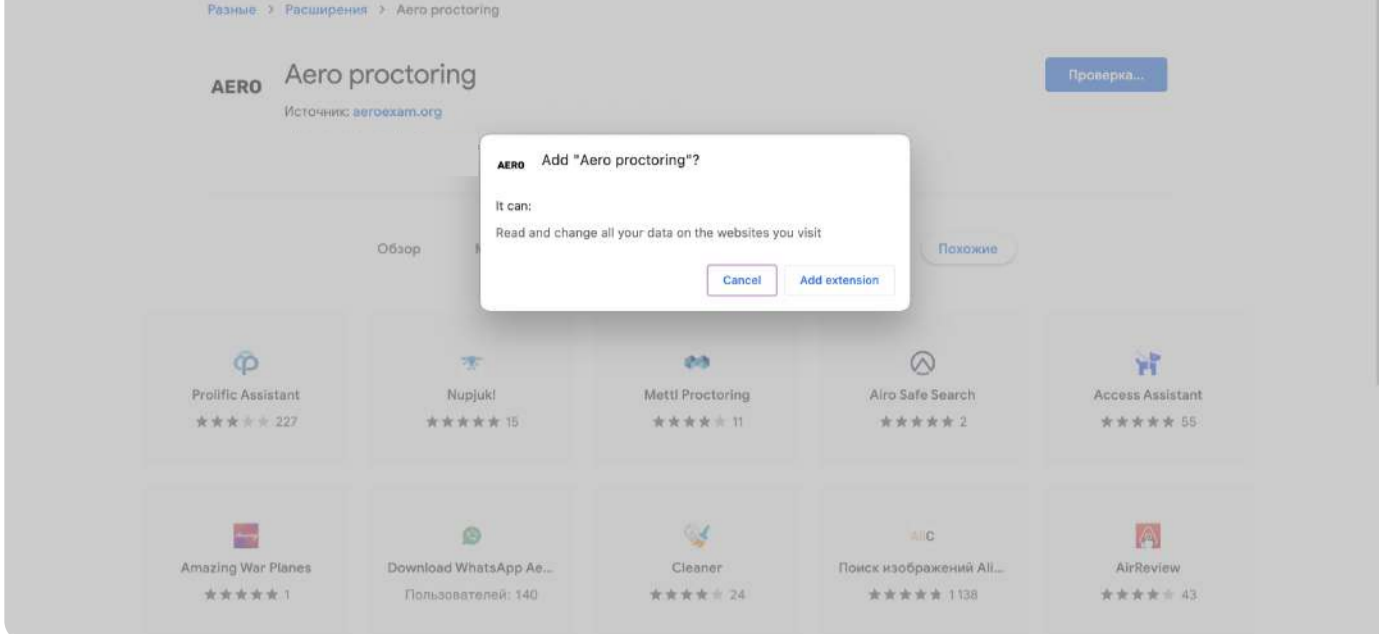 Разные > Расширения > Aero proctoring
AERO
Aero proctoring
Проверка...
Источник: aeroexam.org
AERO
Add "Aero proctoring"?
It can:
Read and change all your data on the websites you visit
Cancel
Add extension
Обзор
Похожие
Prolific Assistant
227
Nupjuk!
15
Mettl Proctoring
11
Airo Safe Search
2
Access Assistant
55
Amazing War Planes
1
Download WhatsApp Ae...
Пользователей: 140
Cleaner
24
AliC
Поиск изображений Ali...
1 138
AirReview
43